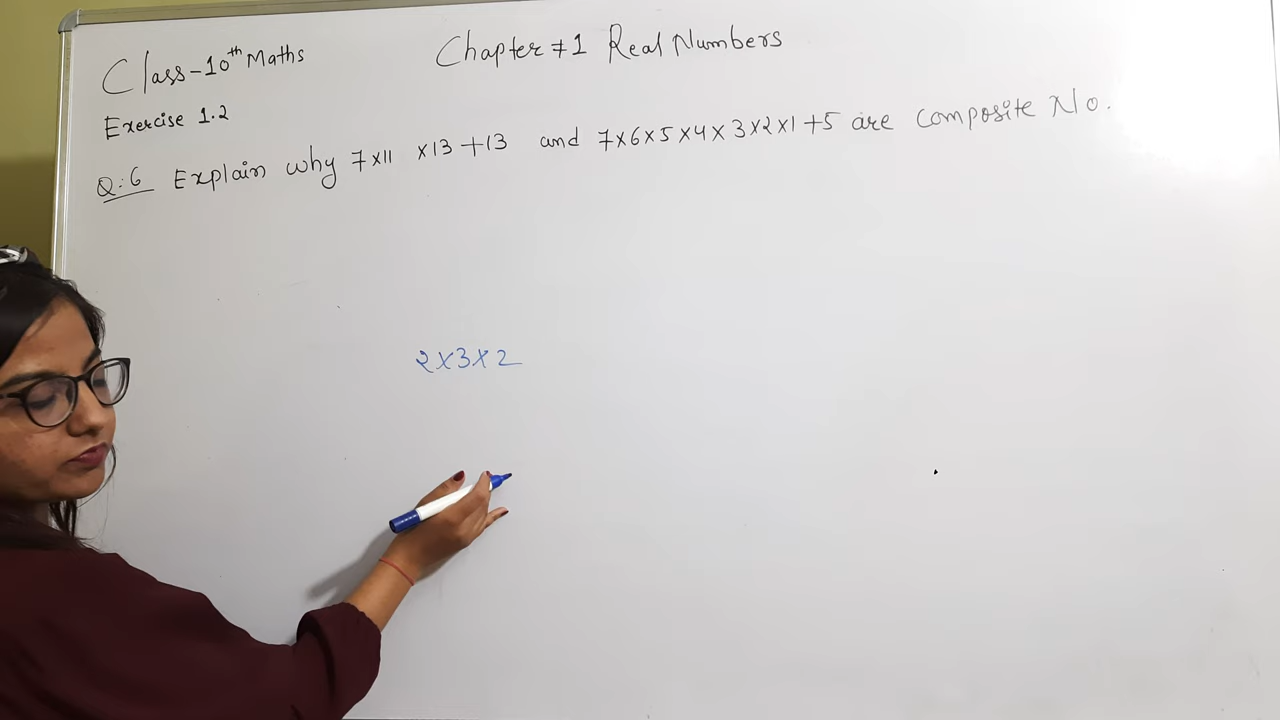 Class-10th Maths Chapter #1 Real Numbers
Exercise 1.2
Q:6 Explain why 7×11 ×13+13 and 7×6×5×4×3×2×1+5 are composite No.
2×3×2